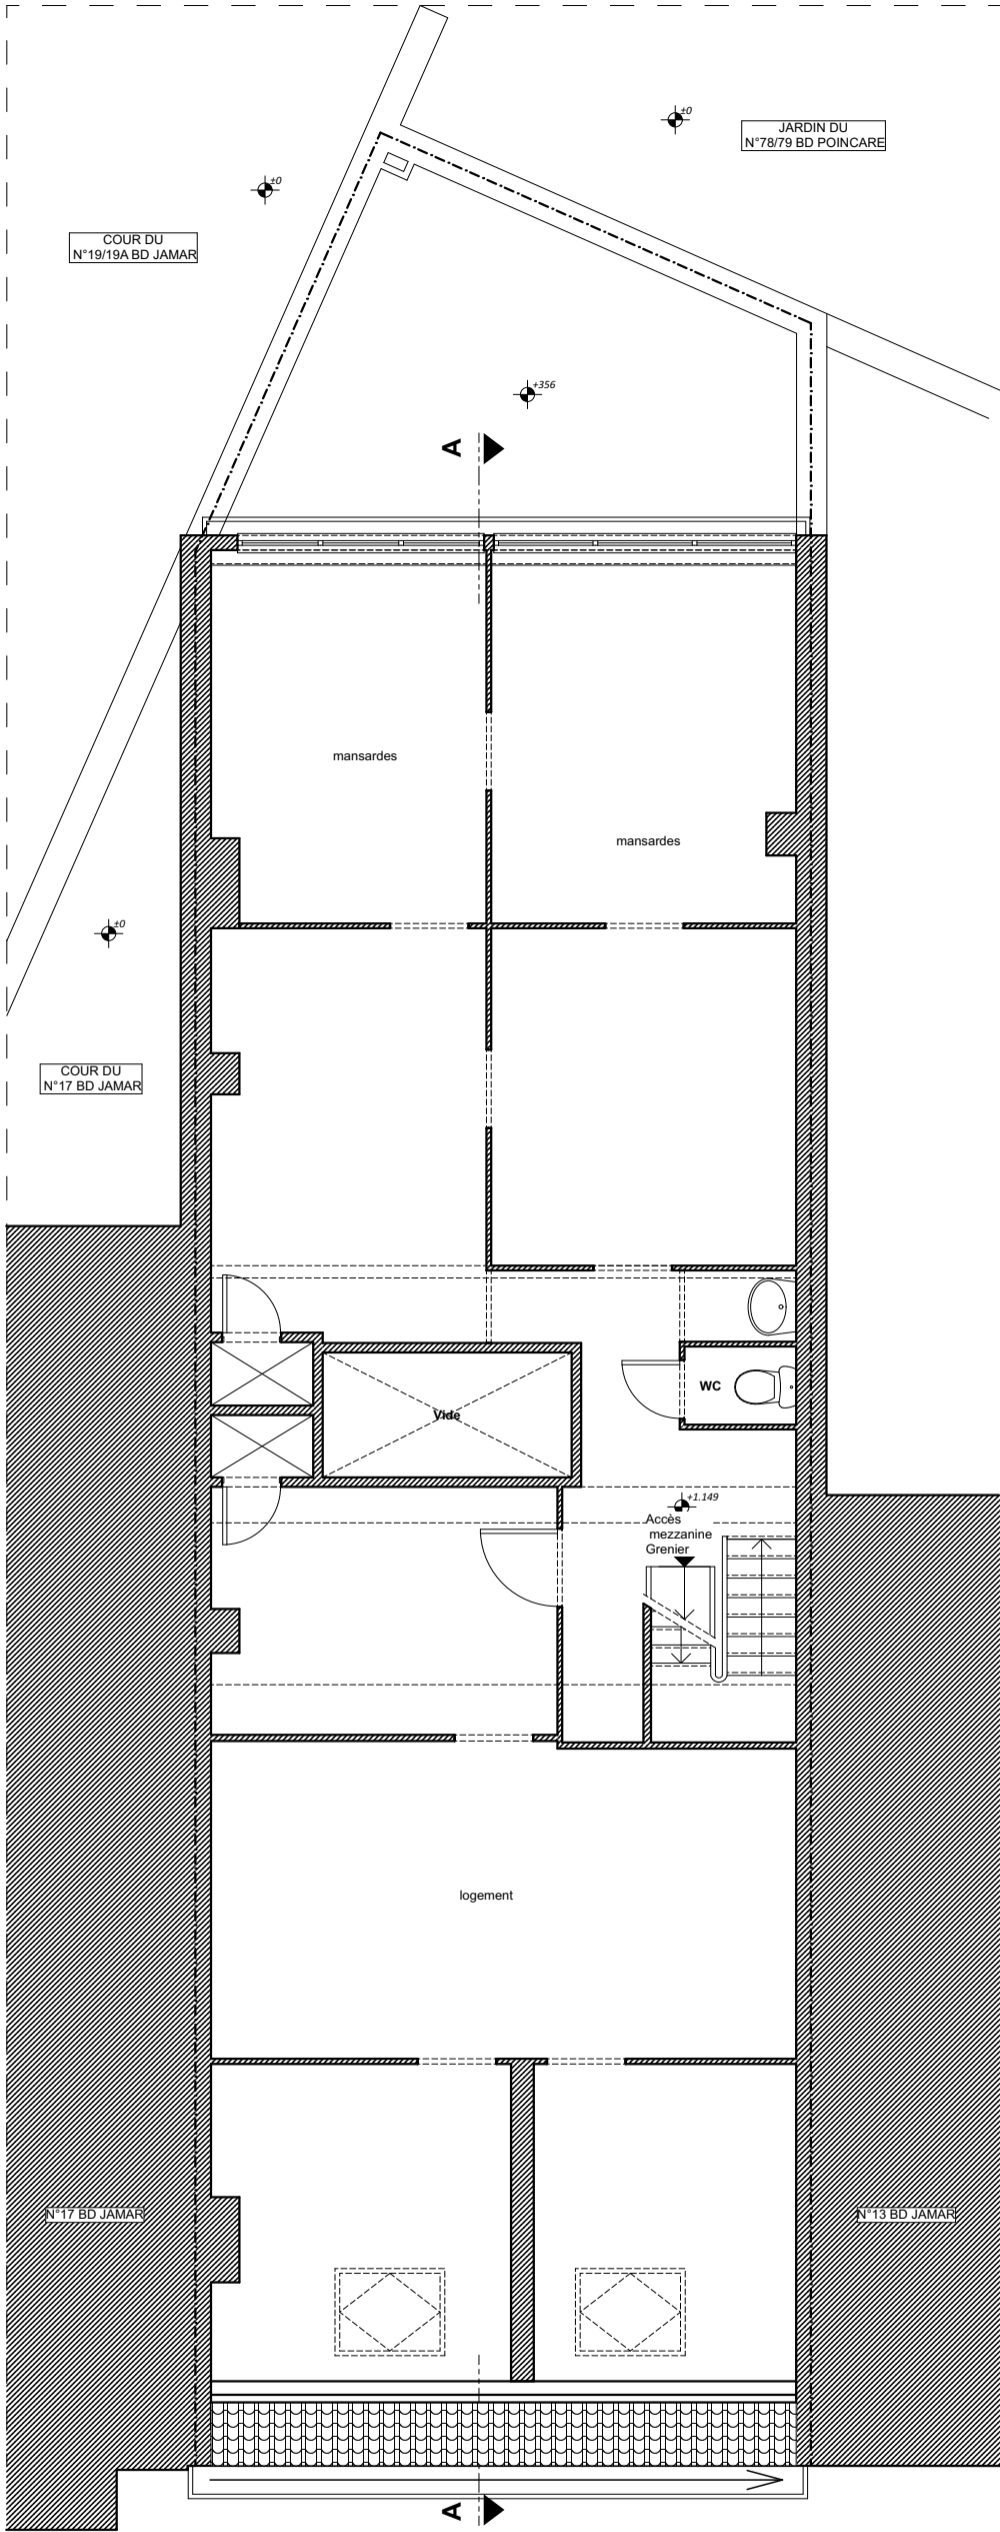 ±0
JARDIN DU
N°78/79 BD POINCARE
±0
COUR DU
N°19/19A BD JAMAR
+356
A
mansardes
mansardes
±0
COUR DU
N°17 BD JAMAR
WC
Vide
+1.149
Accès
mezzanine
Grenier
logement
N°17 BD JAMAR
N°13 BD JAMAR
A